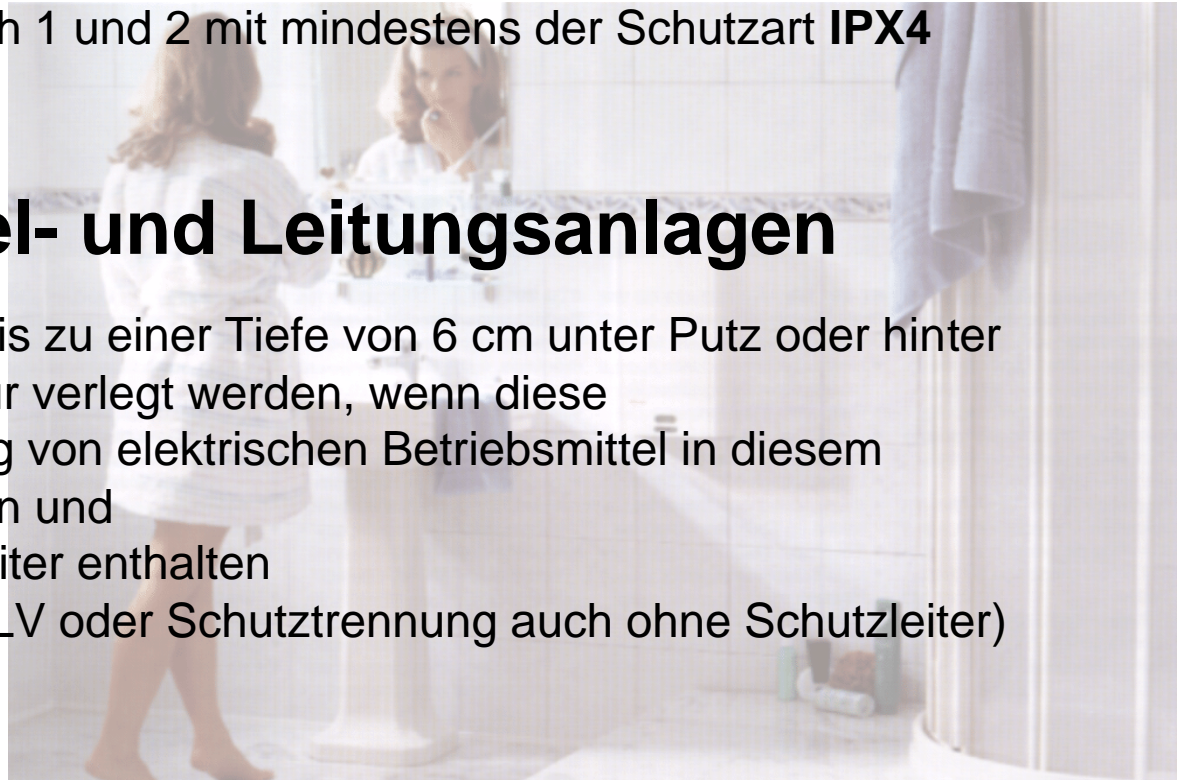 h 1 und 2 mit mindestens der Schutzart IPX4
el- und Leitungsanlagen
is zu einer Tiefe von 6 cm unter Putz oder hinter
r verlegt werden, wenn diese
g von elektrischen Betriebsmittel in diesem
n und
iter enthalten
LV oder Schutztrennung auch ohne Schutzleiter)